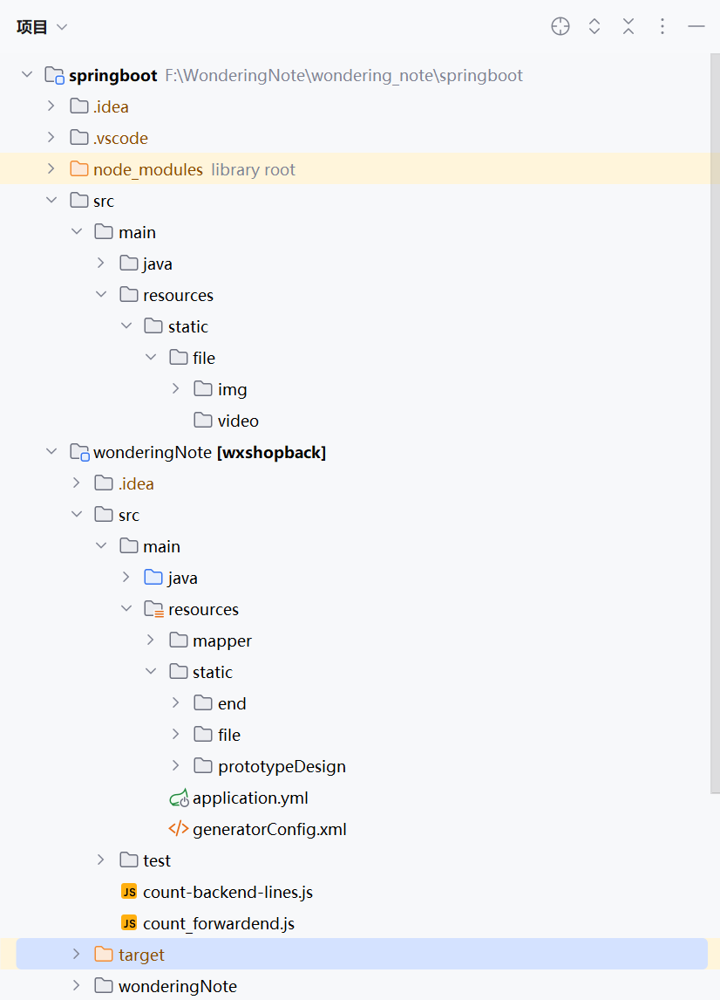 项目
springboot F:\WonderingNote\wondering_note\springboot
.idea
.vscode
node_modules library root
src
main
java
resources
static
file
img
video
wonderingNote [wxshopback]
.idea
src
main
java
resources
mapper
static
end
file
prototypeDesign
application.yml
</> generatorConfig.xml
test
JS count-backend-lines.js
JS count_forwardend.js
target
wonderingNote